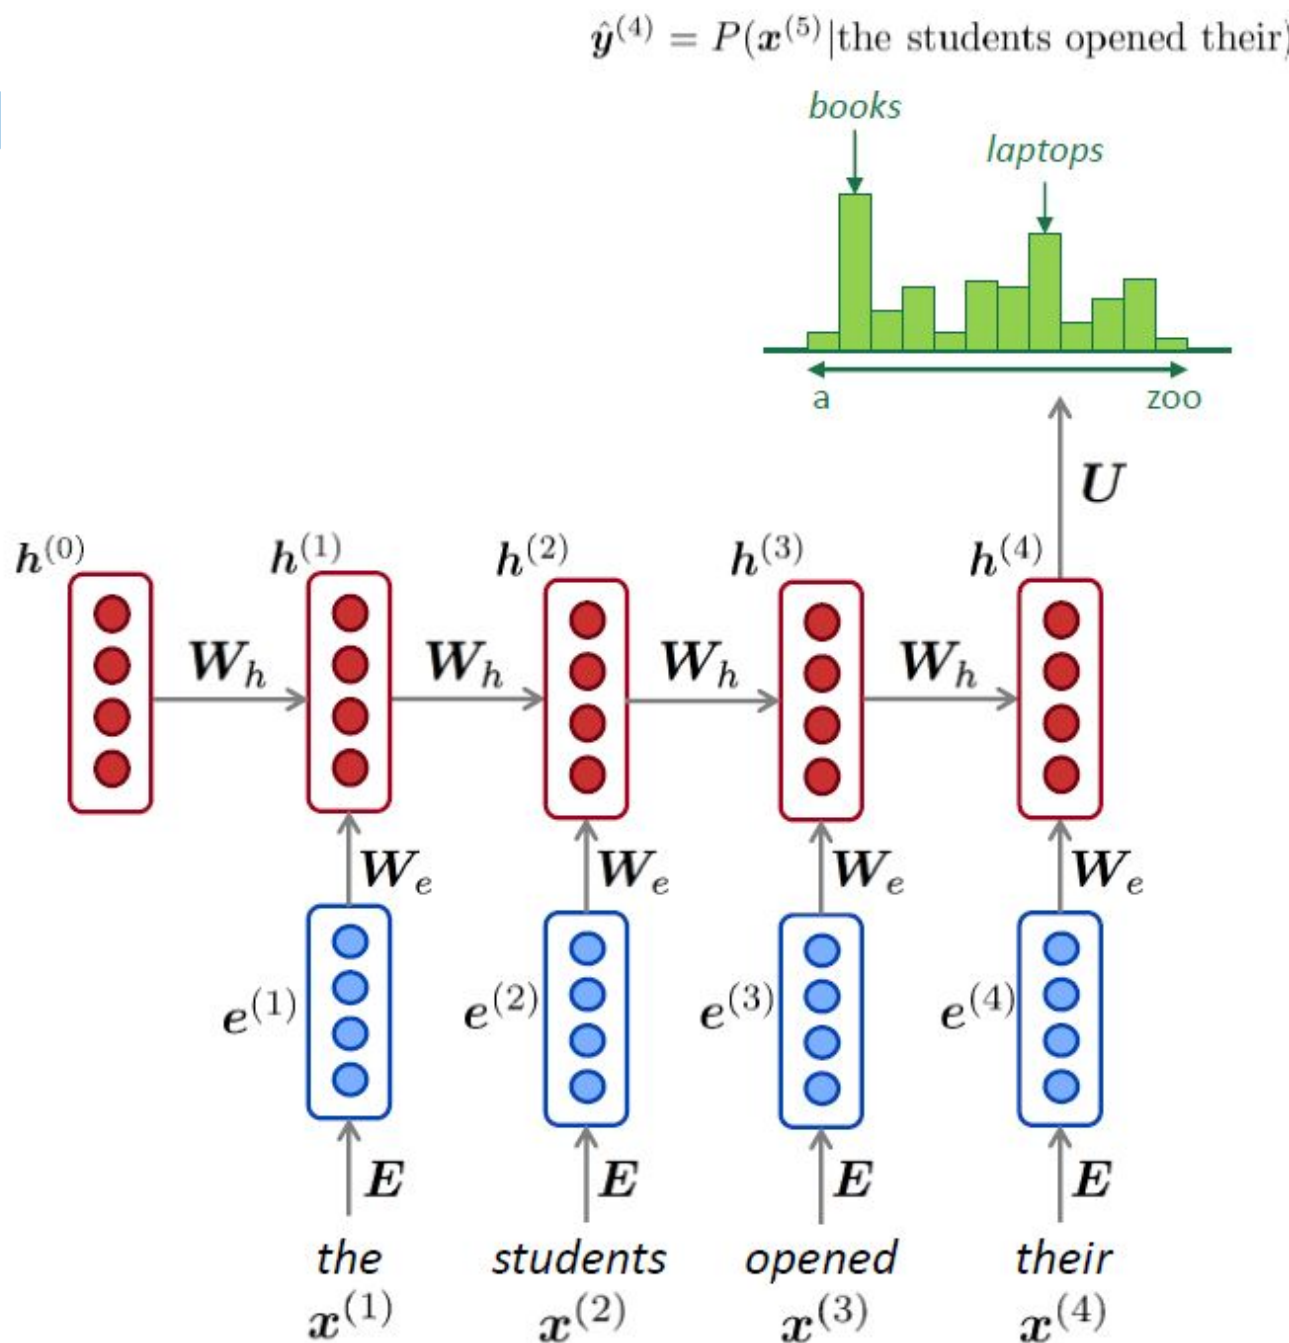 ŷ⁽⁴⁾ = P(x⁽⁵⁾|the students opened their)
books
laptops
a zoo
U
h⁽⁰⁾ h⁽¹⁾ h⁽²⁾ h⁽³⁾ h⁽⁴⁾
W_h W_h W_h W_h
W_e W_e W_e W_e
e⁽¹⁾ e⁽²⁾ e⁽³⁾ e⁽⁴⁾
E E E E
the students opened their
x⁽¹⁾ x⁽²⁾ x⁽³⁾ x⁽⁴⁾